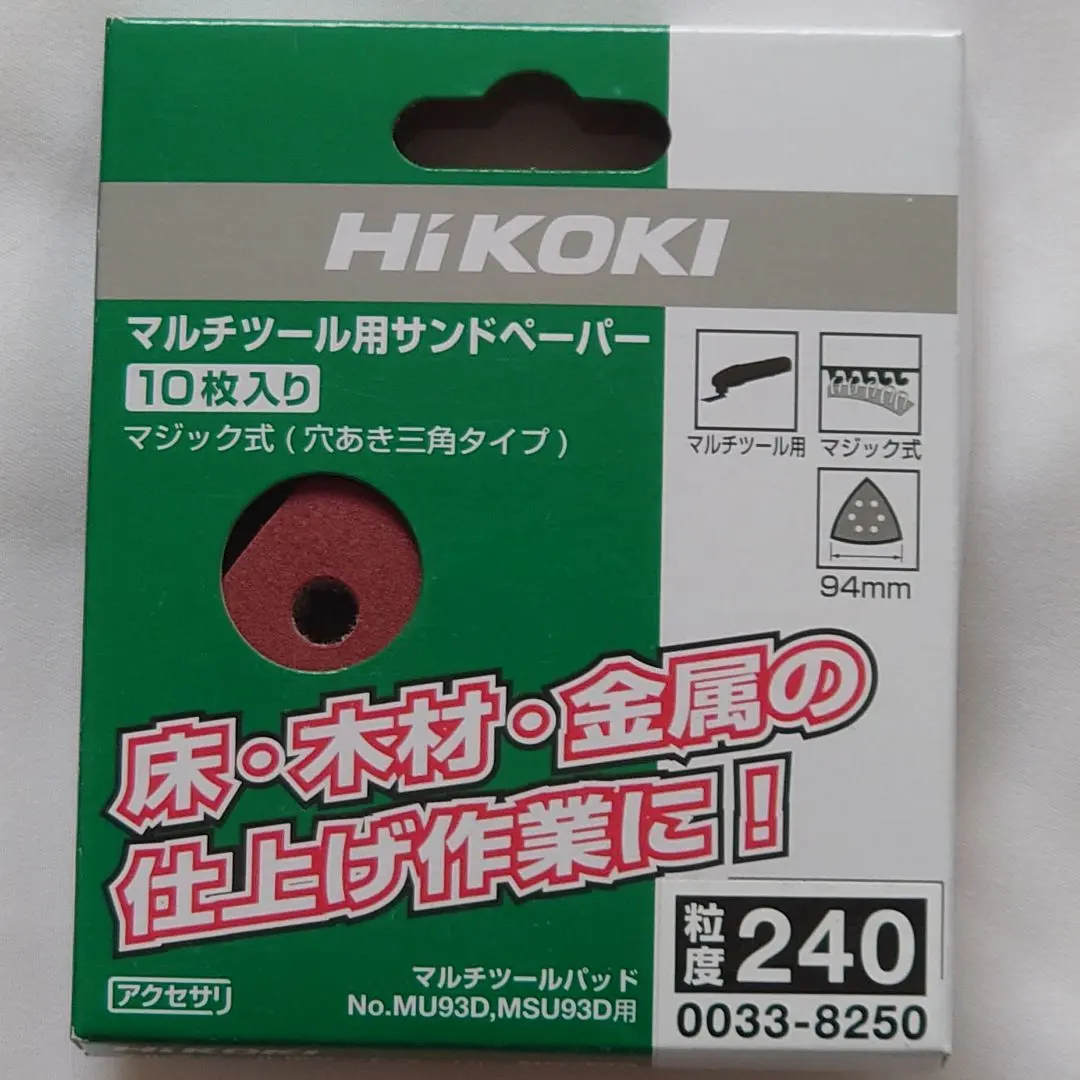 HiKOKI
マルチツール用サンドペーパー
10枚入り
マジック式(穴あき三角タイプ)
マルチツール用
マジック式
94mm
床・木材・金属の
仕上げ作業に!
粒度 240
0033-8250
マルチツールパッド
No.MU93D,MSU93D用
アクセサリ
HiKOKI